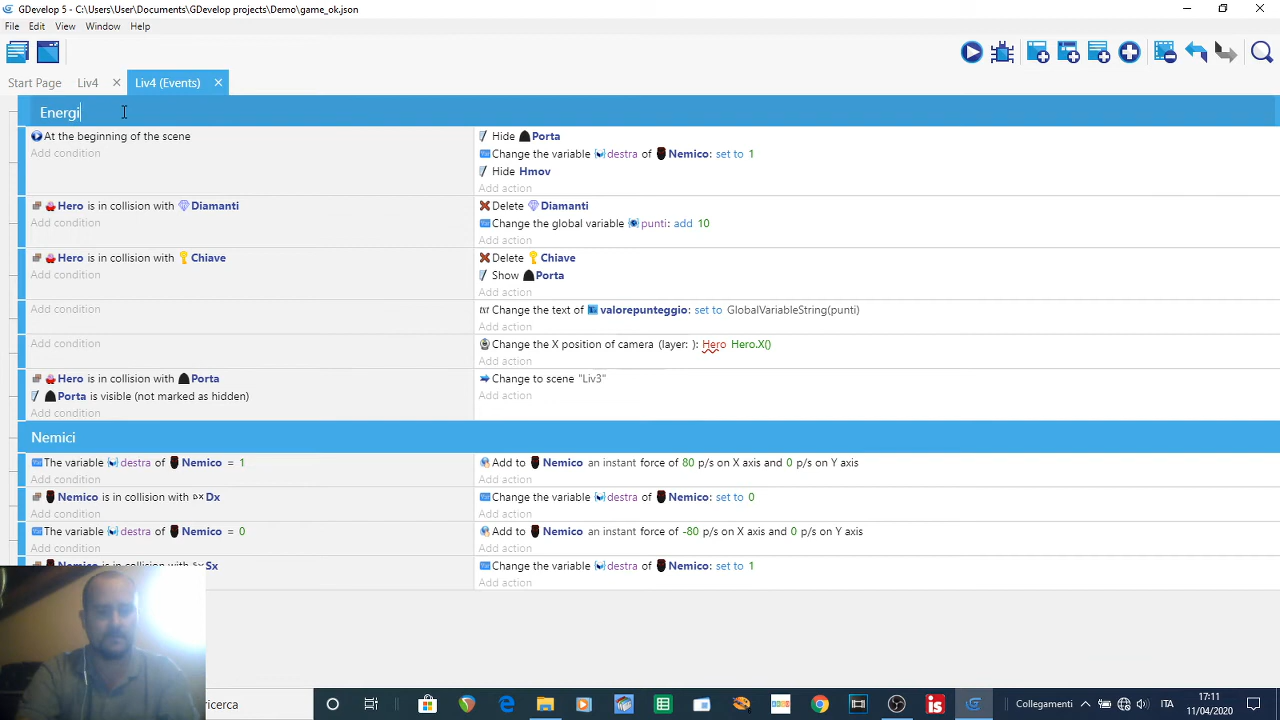 GDevelop 5 - C:\Users\User\Documents\GDevelop projects\Demo\game_ok.json
File Edit View Window Help
Start Page Liv4 Liv4 (Events)
Energi
At the beginning of the scene
Add condition
Hide Porta
Change the variable destra of Nemico: set to 1
Hide Hmov
Add action
Hero is in collision with Diamanti
Add condition
Delete Diamanti
Change the global variable punti: add 10
Add action
Hero is in collision with Chiave
Add condition
Delete Chiave
Show Porta
Add action
Add condition
Change the text of valorepunteggio: set to GlobalVariableString(punti)
Add action
Add condition
Change the X position of camera (layer: ): Hero Hero.X()
Add action
Hero is in collision with Porta
Porta is visible (not marked as hidden)
Add condition
Change to scene "Liv3"
Add action
Nemici
The variable destra of Nemico = 1
Add condition
Add to Nemico an instant force of 80 p/s on X axis and 0 p/s on Y axis
Add action
Nemico is in collision with Dx
Add condition
Change the variable destra of Nemico: set to 0
Add action
The variable destra of Nemico = 0
Add condition
Add to Nemico an instant force of -80 p/s on X axis and 0 p/s on Y axis
Add action
Nemico is in collision with Sx
Change the variable destra of Nemico: set to 1
Add action
ricerca
Collegamenti
ITA
17:11
11/04/2020